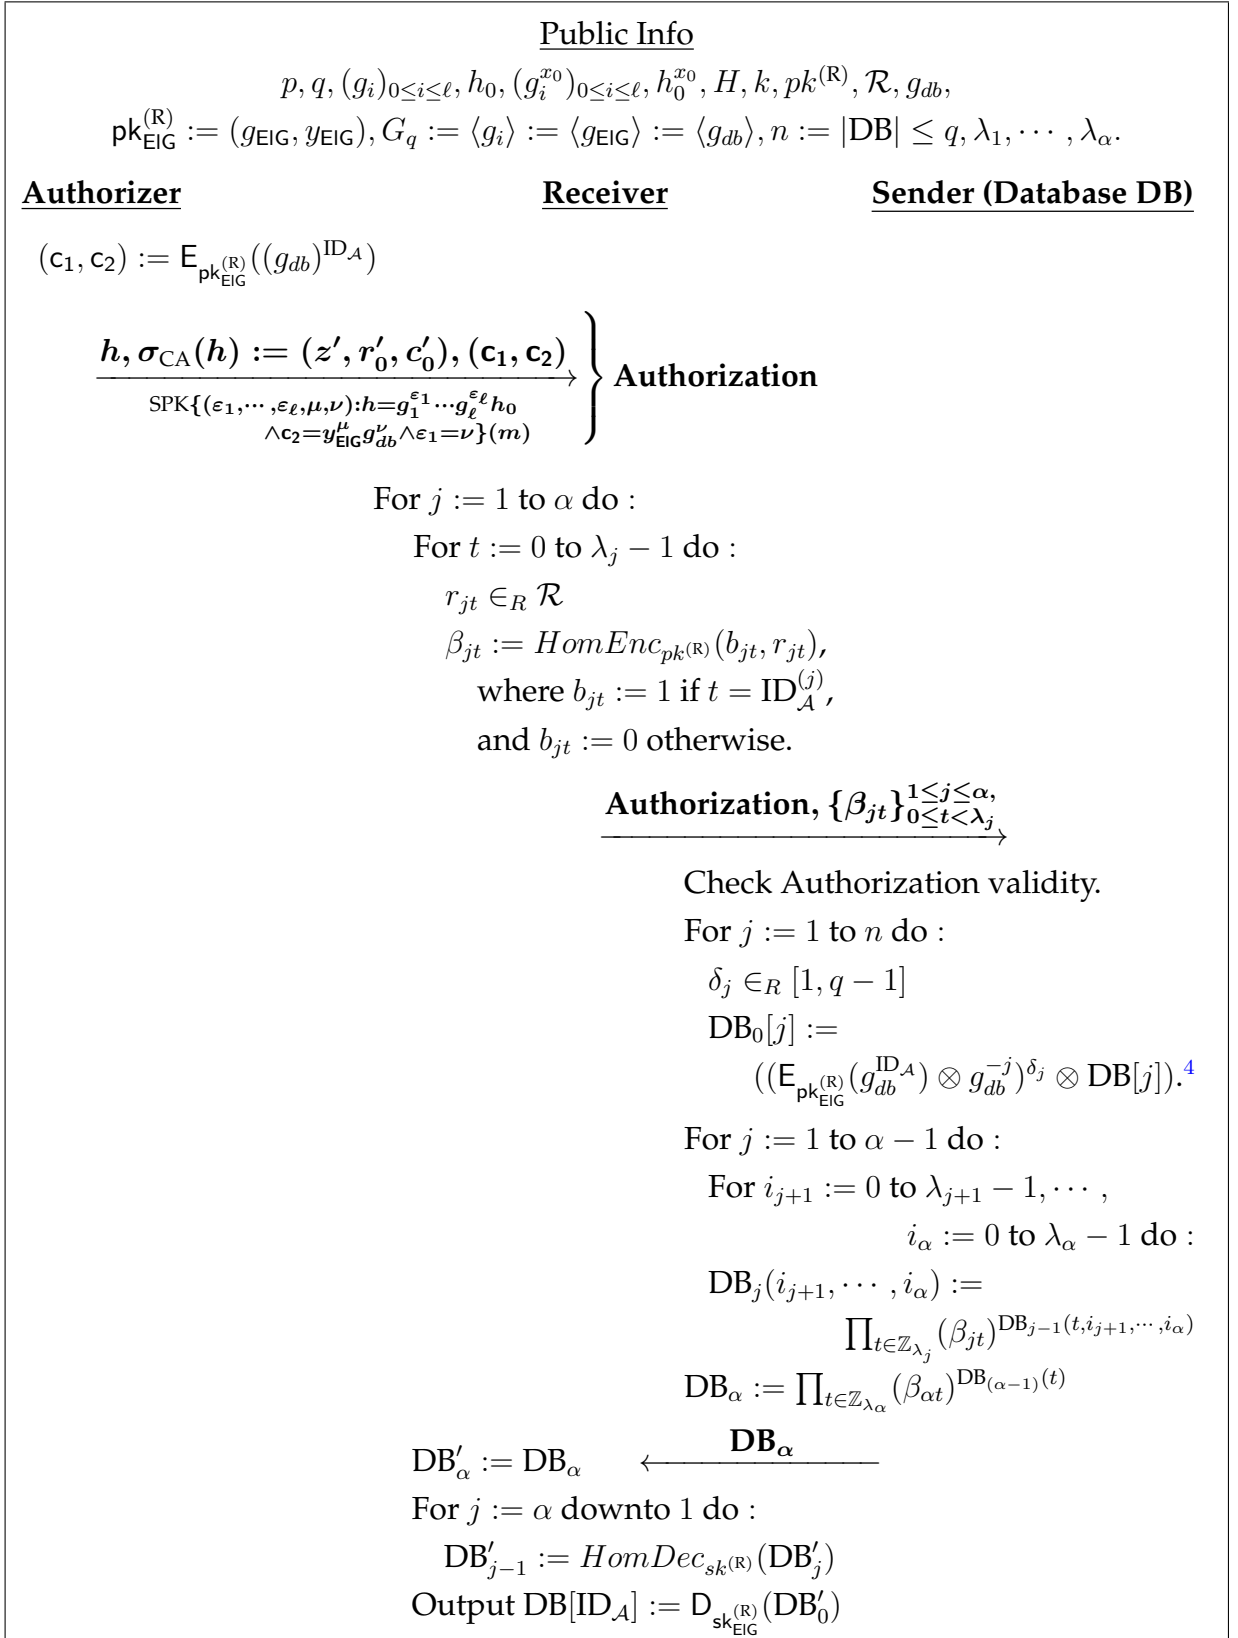 Public Info
p, q, (g_i)_{0≤i≤ℓ}, h_0, (g_i^{x_0})_{0≤i≤ℓ}, h_0^{x_0}, H, k, pk^{(R)}, 𝓡, g_{db},
pk_{ElG}^{(R)} := (g_{ElG}, y_{ElG}), G_q := ⟨g_i⟩ := ⟨g_{ElG}⟩ := ⟨g_{db}⟩, n := |DB| ≤ q, λ_1, ⋯ , λ_α.
Authorizer Receiver Sender (Database DB)
(c_1, c_2) := E_{pk_{ElG}^{(R)}}((g_{db})^{ID_𝒜})
h, σ_{CA}(h) := (z′, r′_0, c′_0), (c_1, c_2)
SPK{(ε_1,⋯,ε_ℓ,μ,ν):h=g_1^{ε_1}⋯g_ℓ^{ε_ℓ}h_0
∧c_2=y_{ElG}^μ g_{db}^ν∧ε_1=ν}(m)
} Authorization
For j := 1 to α do :
For t := 0 to λ_j − 1 do :
r_{jt} ∈_R 𝓡
β_{jt} := HomEnc_{pk^{(R)}}(b_{jt}, r_{jt}),
where b_{jt} := 1 if t = ID_𝒜^{(j)},
and b_{jt} := 0 otherwise.
Authorization, {β_{jt}}_{0≤t<λ_j}^{1≤j≤α,}
Check Authorization validity.
For j := 1 to n do :
δ_j ∈_R [1, q − 1]
DB_0[j] :=
((E_{pk_{ElG}^{(R)}}(g_{db}^{ID_𝒜}) ⊗ g_{db}^{−j})^{δ_j} ⊗ DB[j]).^4
For j := 1 to α − 1 do :
For i_{j+1} := 0 to λ_{j+1} − 1, ⋯ ,
i_α := 0 to λ_α − 1 do :
DB_j(i_{j+1}, ⋯ , i_α) :=
∏_{t∈ℤ_{λ_j}} (β_{jt})^{DB_{j−1}(t,i_{j+1},⋯,i_α)}
DB_α := ∏_{t∈ℤ_{λ_α}} (β_{αt})^{DB_{(α−1)}(t)}
DB′_α := DB_α ← DB_α
For j := α downto 1 do :
DB′_{j−1} := HomDec_{sk^{(R)}}(DB′_j)
Output DB[ID_𝒜] := D_{sk_{ElG}^{(R)}}(DB′_0)